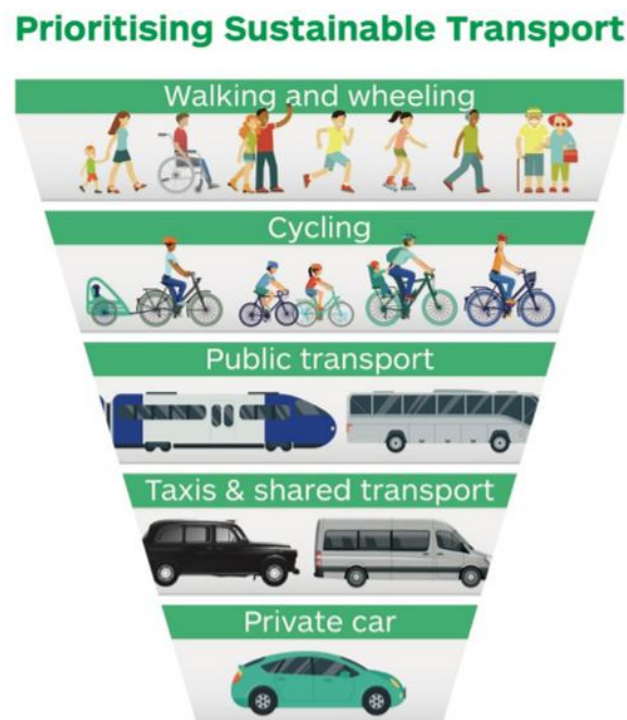 Prioritising Sustainable Transport
Walking and wheeling
Cycling
Public transport
Taxis & shared transport
Private car